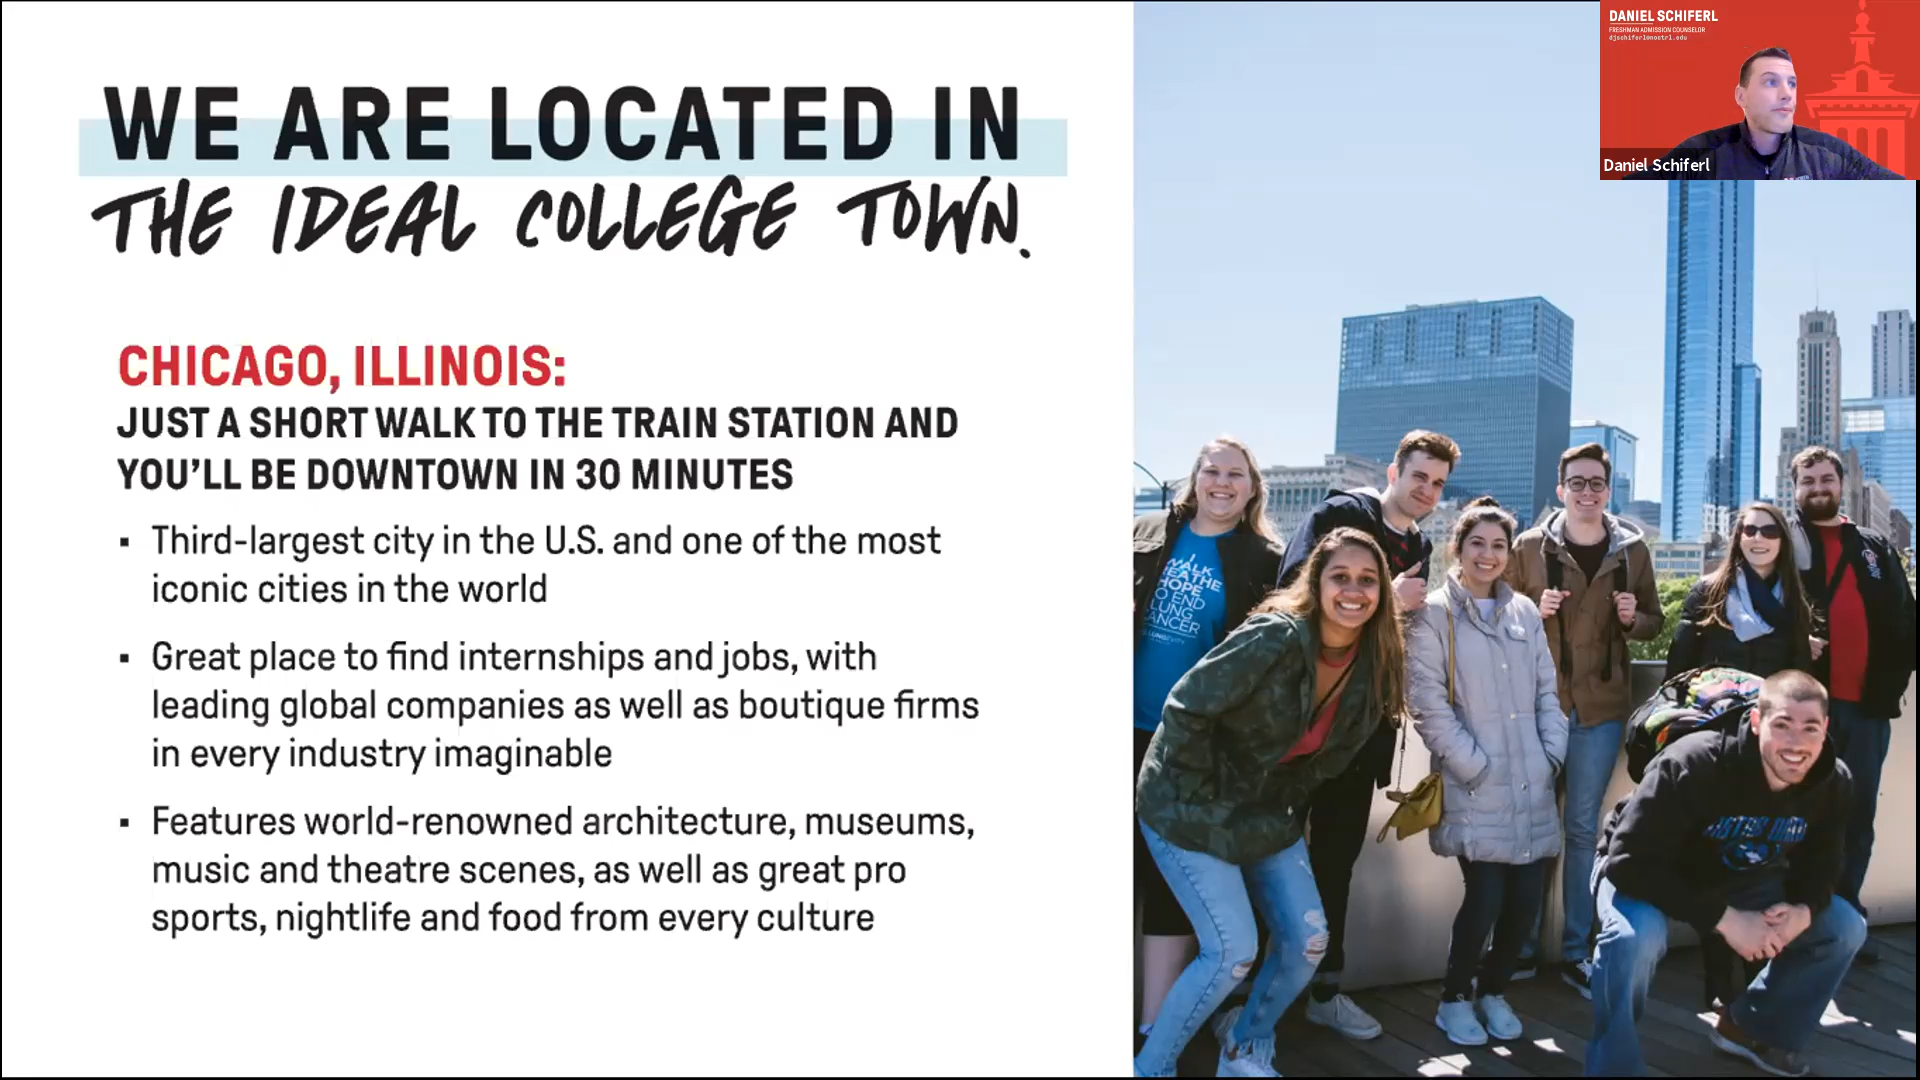 WE ARE LOCATED IN
THE IDEAL COLLEGE TOWN.
CHICAGO, ILLINOIS:
JUST A SHORT WALK TO THE TRAIN STATION AND
YOU'LL BE DOWNTOWN IN 30 MINUTES
▪ Third-largest city in the U.S. and one of the most
iconic cities in the world
▪ Great place to find internships and jobs, with
leading global companies as well as boutique firms
in every industry imaginable
▪ Features world-renowned architecture, museums,
music and theatre scenes, as well as great pro
sports, nightlife and food from every culture
DANIEL SCHIFERL
FRESHMAN ADMISSION COUNSELOR
djschiferl@noctrl.edu
Daniel Schiferl
I
WALK
HOPE
TO END
LUNG